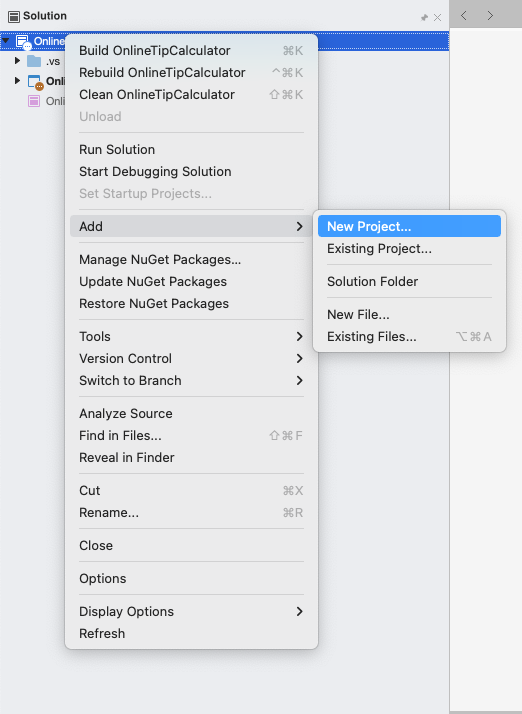 Solution
Online
.vs
Onl
Onli
Build OnlineTipCalculator ⌘K
Rebuild OnlineTipCalculator ^⌘K
Clean OnlineTipCalculator ⇧⌘K
Unload
Run Solution
Start Debugging Solution
Set Startup Projects...
Add
Manage NuGet Packages...
Update NuGet Packages
Restore NuGet Packages
Tools
Version Control
Switch to Branch
Analyze Source
Find in Files... ⇧⌘F
Reveal in Finder
Cut ⌘X
Rename... ⌘R
Close
Options
Display Options
Refresh
New Project...
Existing Project...
Solution Folder
New File...
Existing Files... ⌥⌘A